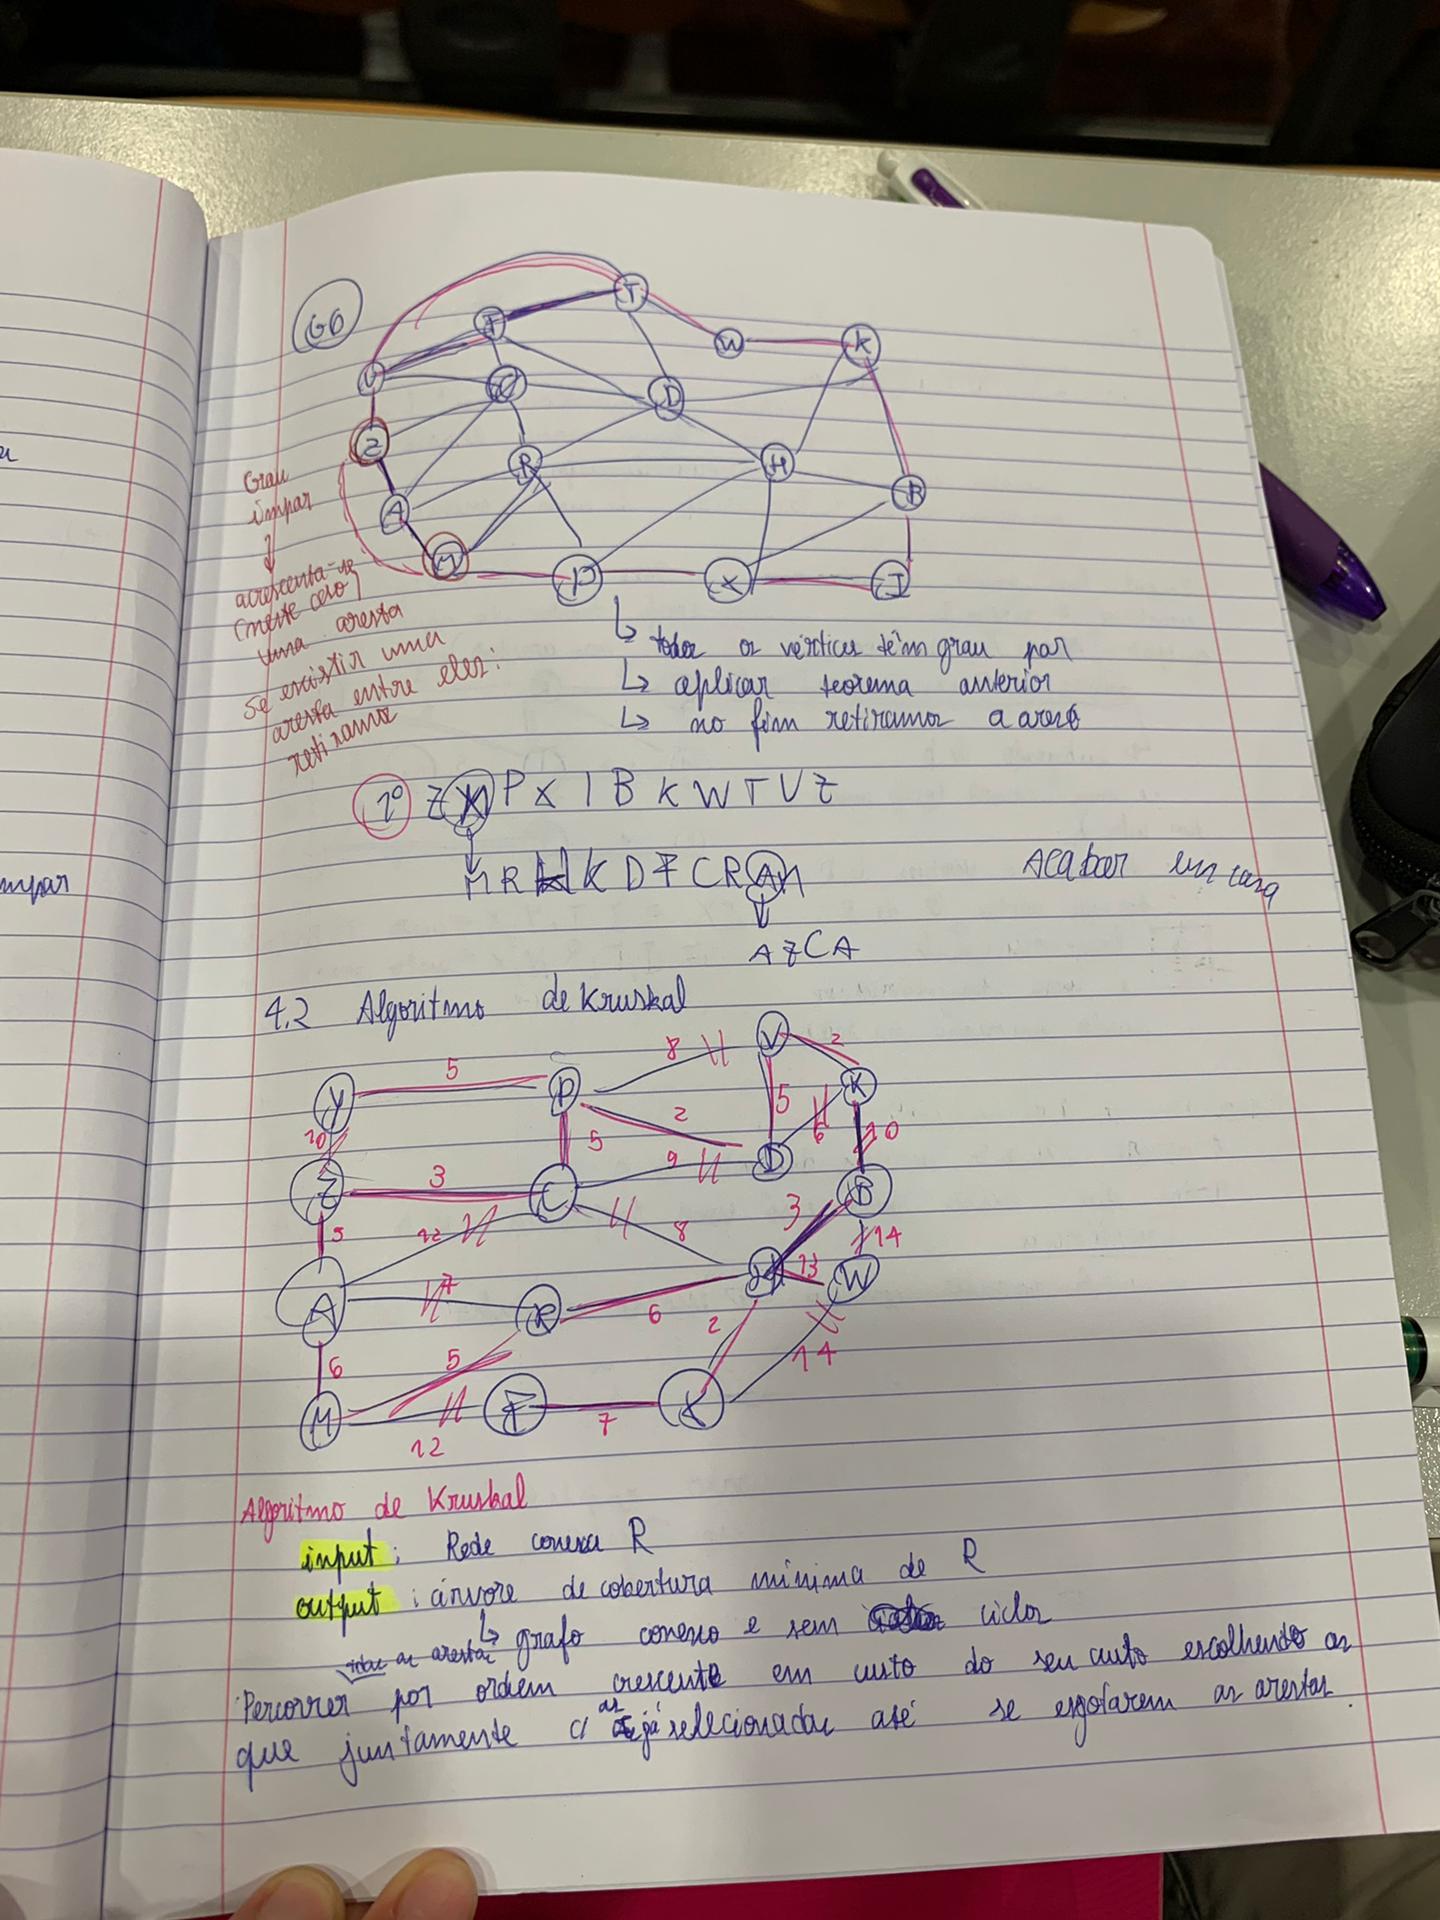 G6
T
F
W
K
V
C
D
Z
R
H
B
A
M
P
X
I
Grau
ímpar
acrescenta-se
(neste caso)
uma aresta
se existir uma
aresta entre eles:
retiramos
↳ todos os vértices têm grau par
↳ aplicar teorema anterior
↳ no fim retiramos a
1º Z M P X I B K W T V Z
M R H K D F C R A M
Acabar em casa
A Z C A
mpar
4.2 Algoritmo de Kruskal
V
8 2
5
Y P K
2 5
10 5 6 10
9 D
3
Z C B
3
5 12 8 14
13 W
7
A R 6
2
14
6 5
M F X
7
12
Algoritmo de Kruskal
input: Rede conexa R
output: árvore de cobertura mínima de R
↳ grafo conexo e sem ciclos
todas as arestas
Percorrer por ordem crescente em custo do seu custo escolhendo as
que juntamente c/ as já selecionadas até se esgotarem as arestas.